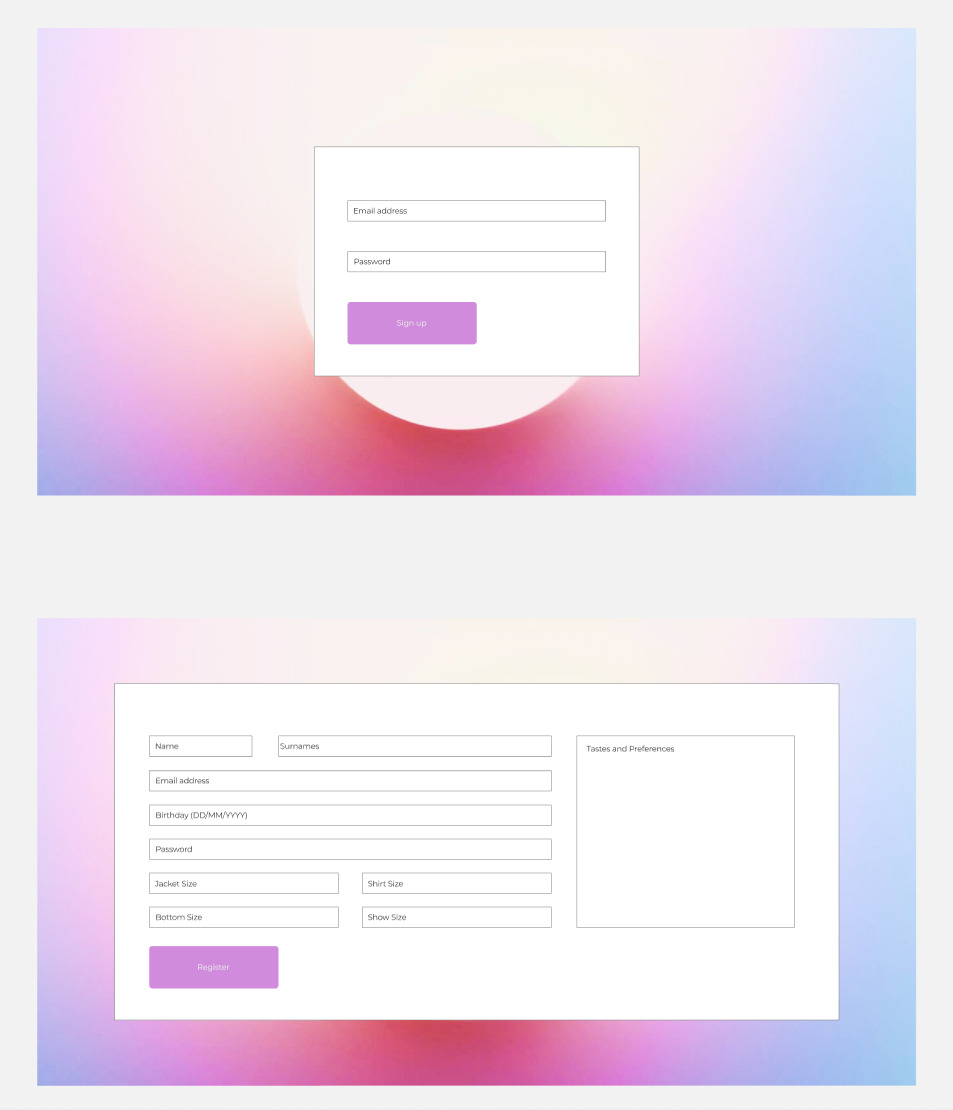 Email address
Password
Sign up
Name
Surnames
Tastes and Preferences
Email address
Birthday (DD/MM/YYYY)
Password
Jacket Size
Shirt Size
Bottom Size
Show Size
Register